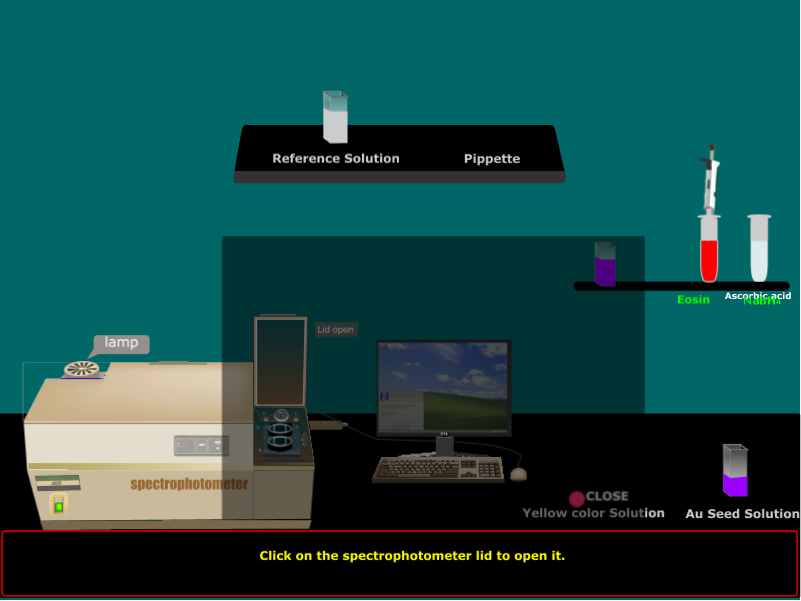 Reference Solution
Pippette
Eosin
Ascorbic acid
NaBH4
Lid open
lamp
spectrophotometer
CLOSE
Yellow color Solution
Au Seed Solution
Click on the spectrophotometer lid to open it.